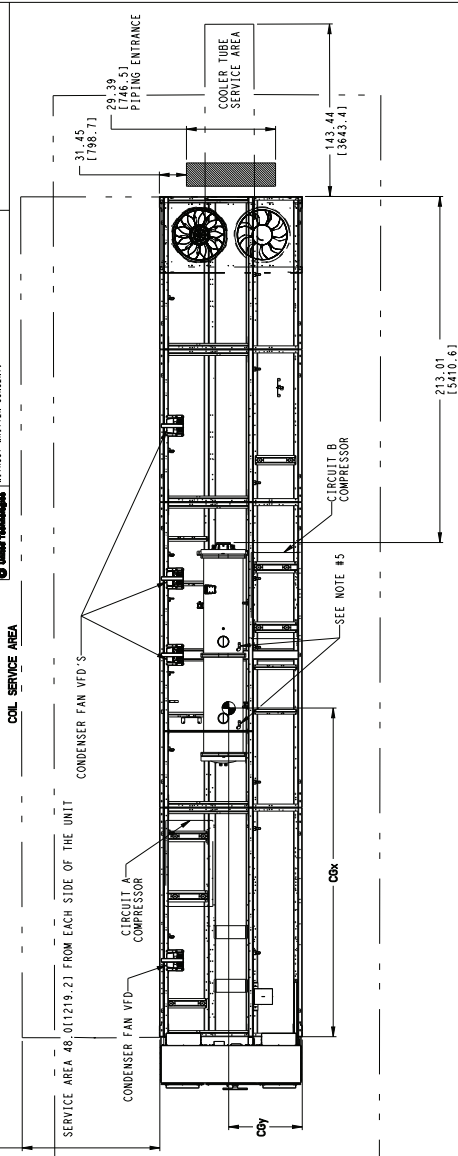 United Technologies
COIL SERVICE AREA
SERVICE AREA 48.0[1219.2] FROM EACH SIDE OF THE UNIT
CONDENSER FAN VFD'S
CONDENSER FAN VFD
CIRCUIT A
COMPRESSOR
31.45
[798.7]
29.39
[746.5]
PIPING ENTRANCE
COOLER TUBE
SERVICE AREA
143.44
[3643.4]
213.01
[5410.6]
CIRCUIT B
COMPRESSOR
SEE NOTE #5
CGx
CGy